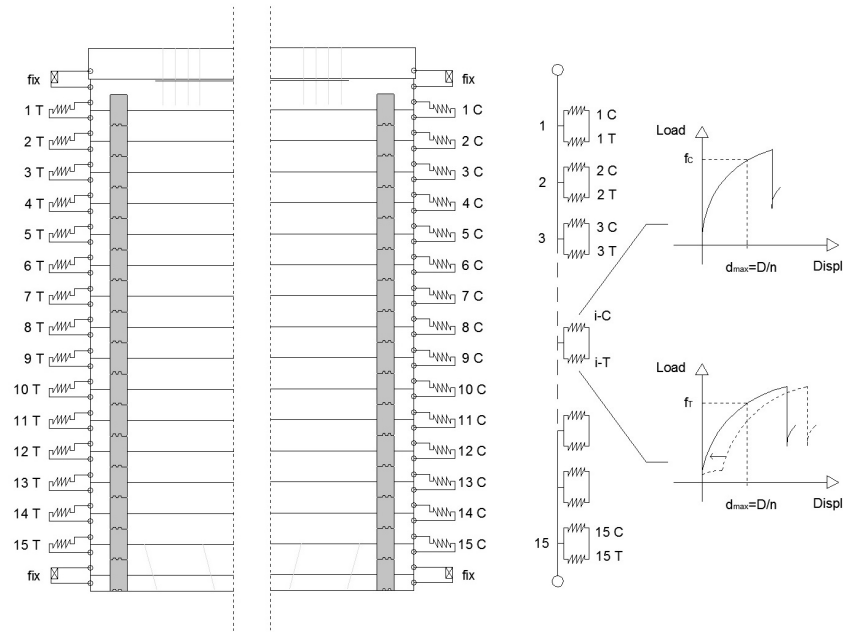 fix
1 T
2 T
3 T
4 T
5 T
6 T
7 T
8 T
9 T
10 T
11 T
12 T
13 T
14 T
15 T
fix
fix
1 C
2 C
3 C
4 C
5 C
6 C
7 C
8 C
9 C
10 C
11 C
12 C
13 C
14 C
15 C
fix
1
1 C
1 T
2
2 C
2 T
3
3 C
3 T
i-C
i-T
15
15 C
15 T
Load
fC
dmax=D/n
Displ
Load
fT
dmax=D/n
Displ